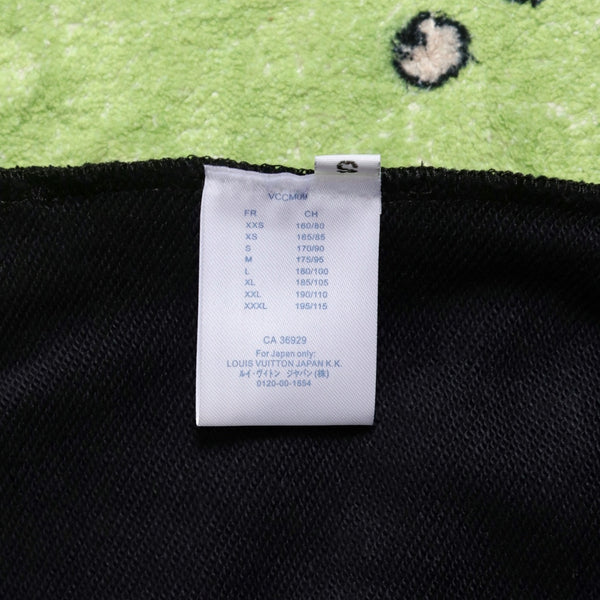 S
VCCM09
FR CH
XXS 160/80
XS 165/85
S 170/90
M 175/95
L 180/100
XL 185/105
XXL 190/110
XXXL 195/115
CA 36929
For Japan only:
LOUIS VUITTON JAPAN K.K.
ルイ・ヴィトン ジャパン(株)
0120-00-1854